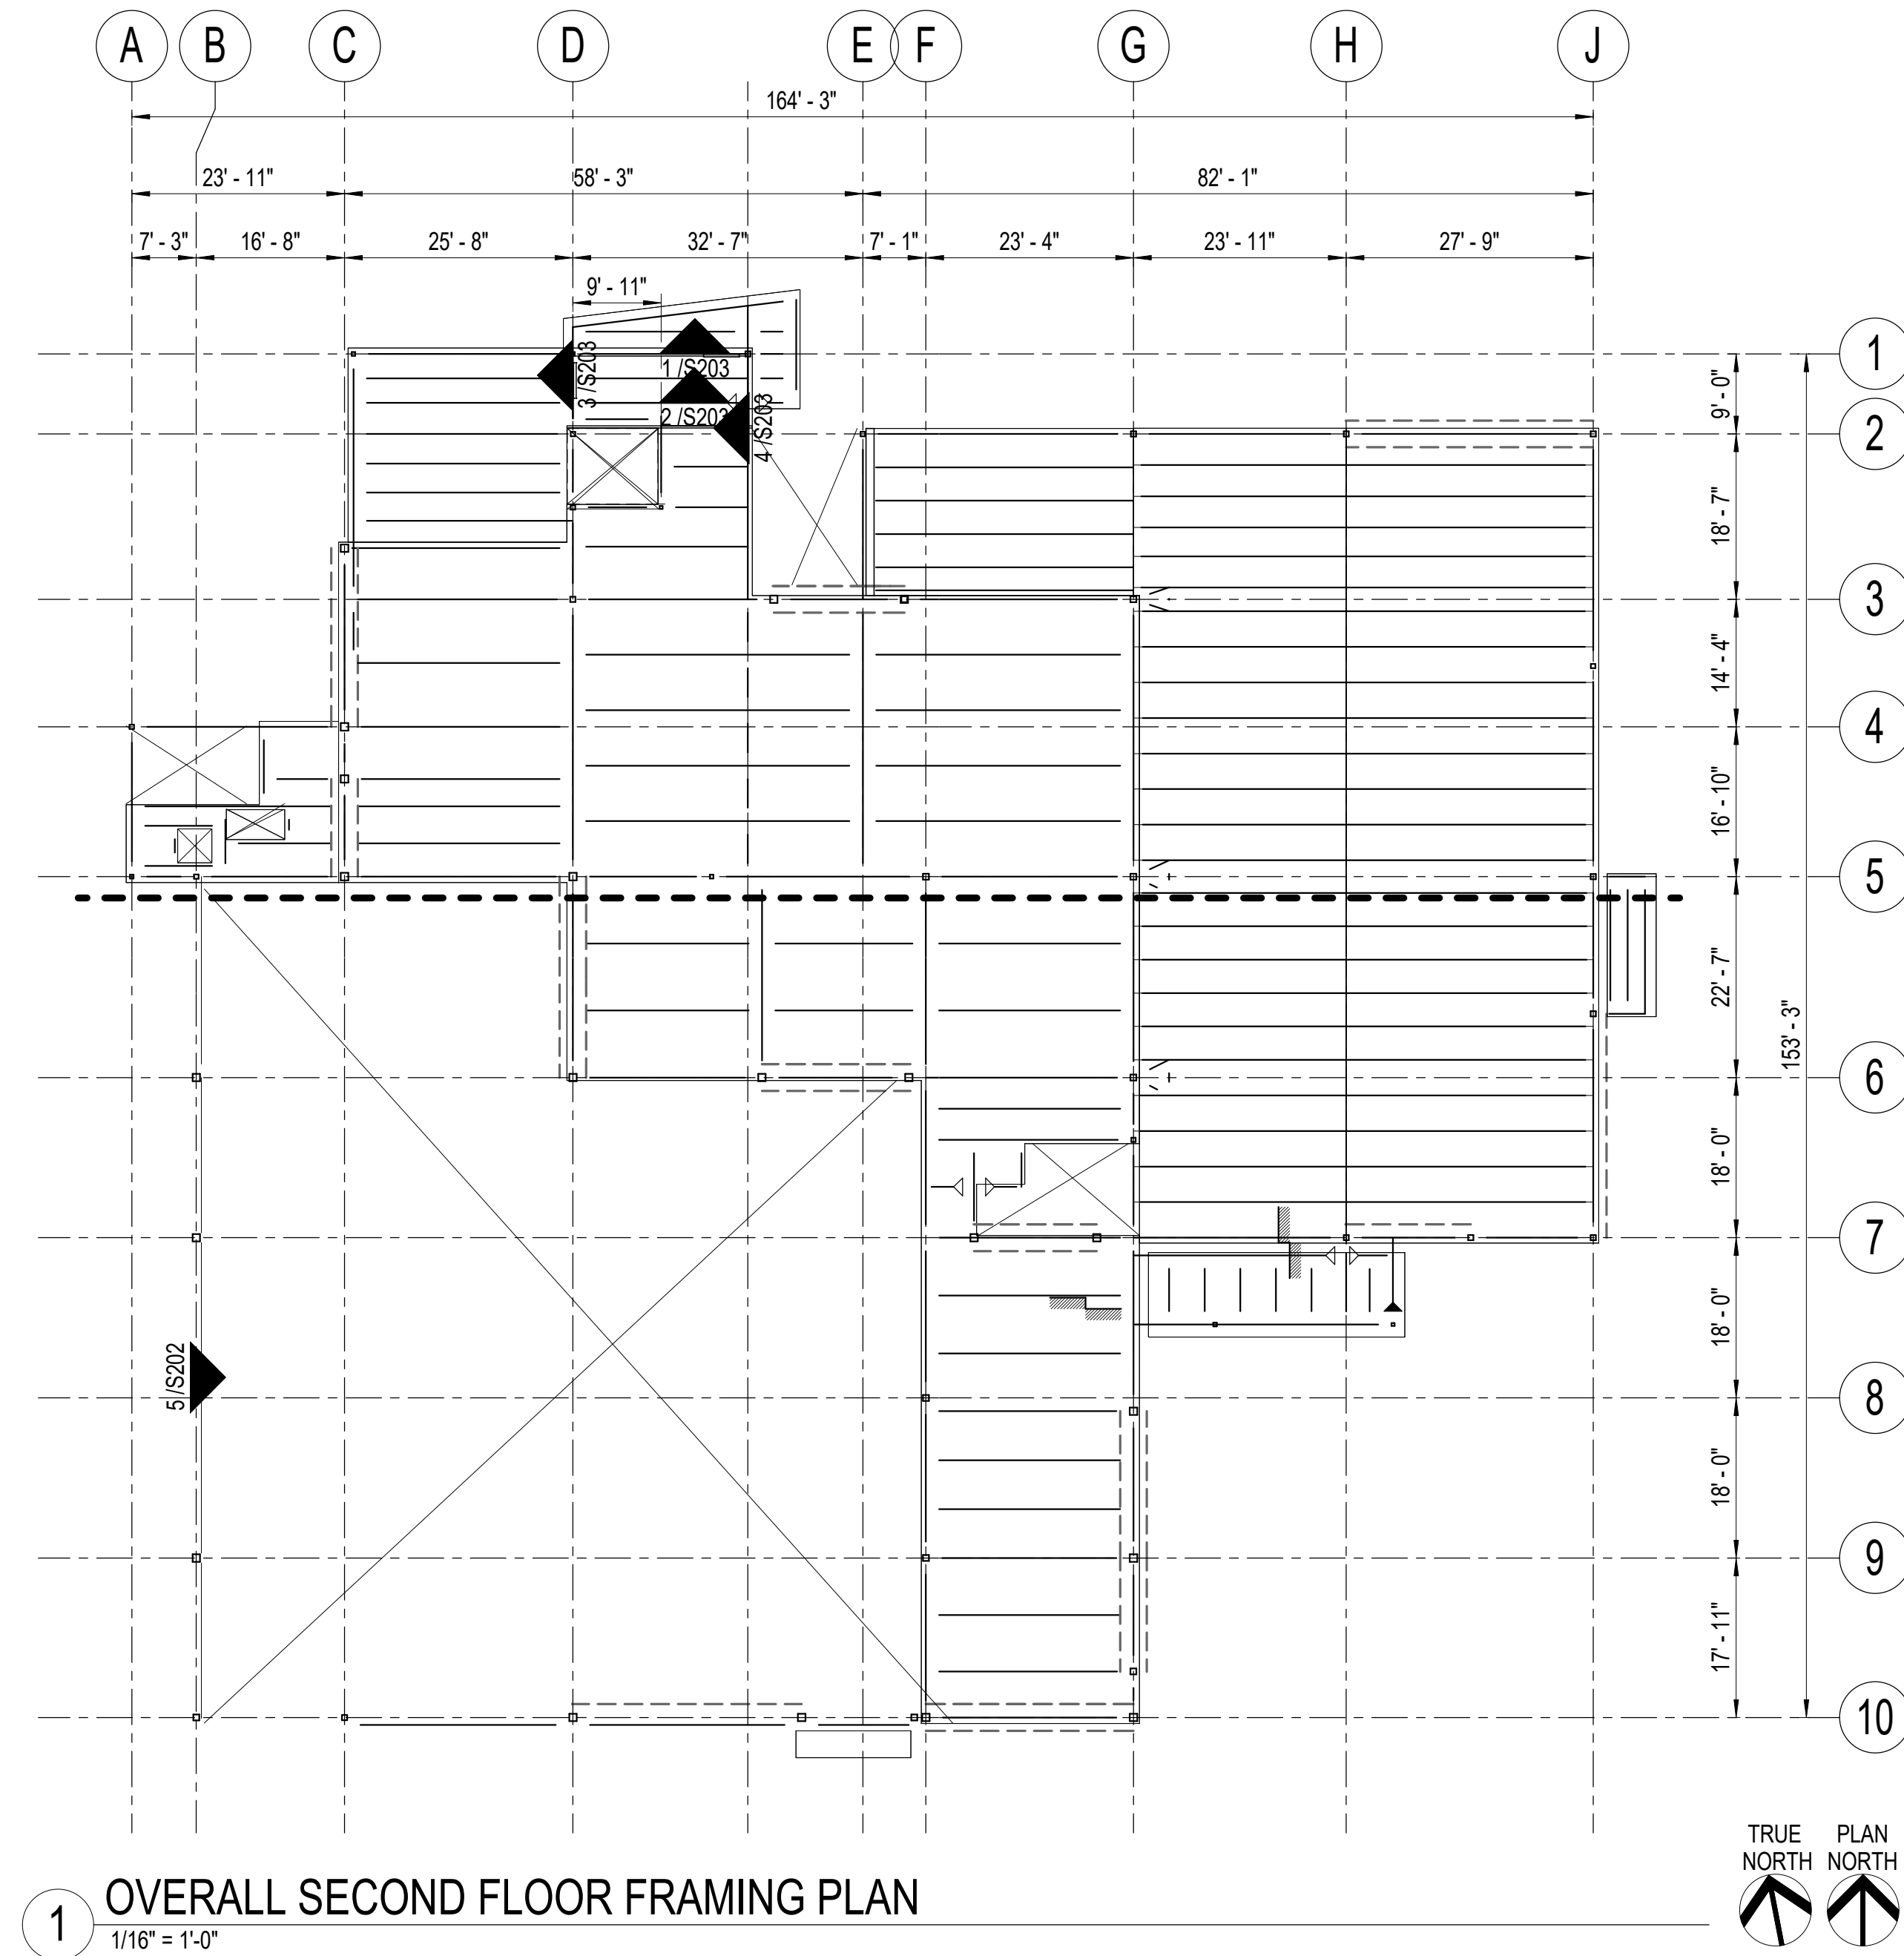 A B C D E F G H J
164' - 3"
23' - 11" 58' - 3" 82' - 1"
7' - 3" 16' - 8" 25' - 8" 32' - 7" 7' - 1" 23' - 4" 23' - 11" 27' - 9"
9' - 11"
1
3 /S203
1 /S203
9' - 0"
2 /S203
4 /S203
2
18' - 7"
3
14' - 4"
4
16' - 10"
5
22' - 7"
153' - 3"
6
18' - 0"
7
18' - 0"
5 /S202
8
18' - 0"
9
17' - 11"
10
TRUE NORTH
PLAN NORTH
1 OVERALL SECOND FLOOR FRAMING PLAN
1/16" = 1'-0"